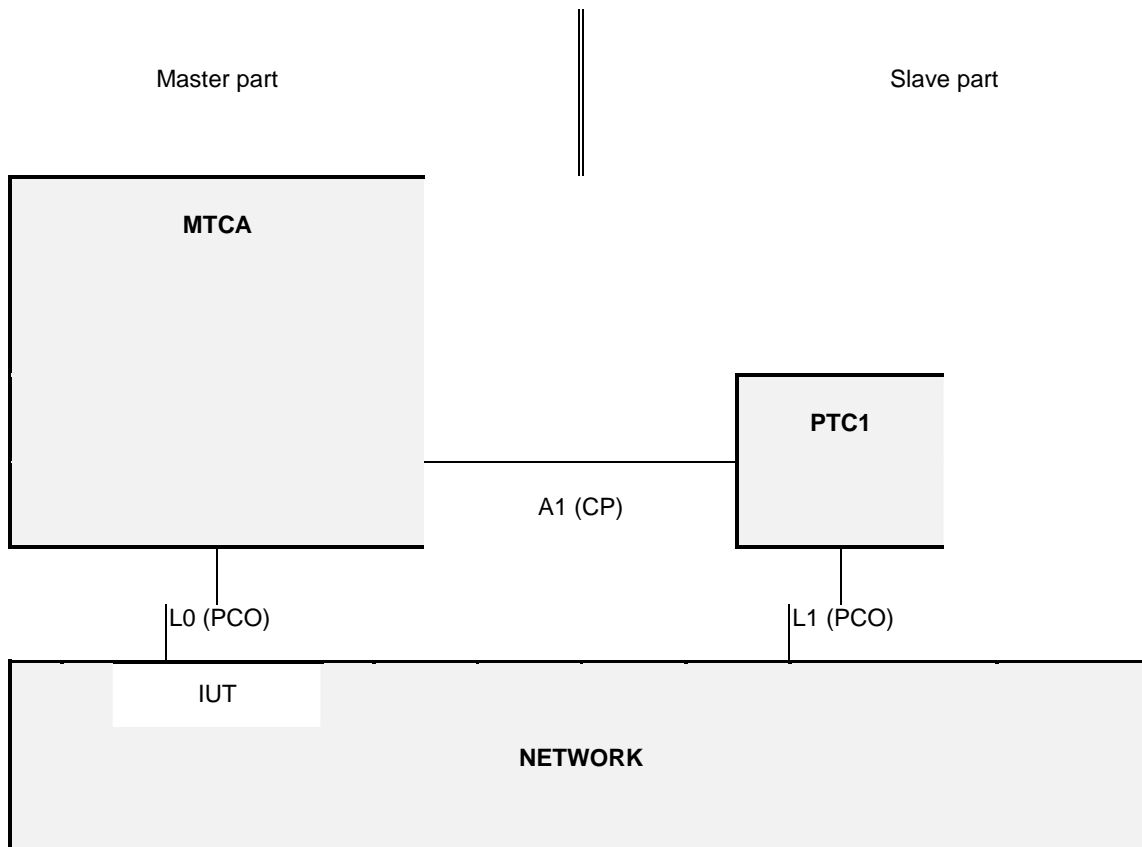 Master part
Slave part
MTCA
PTC1
A1 (CP)
L0 (PCO)
L1 (PCO)
IUT
NETWORK